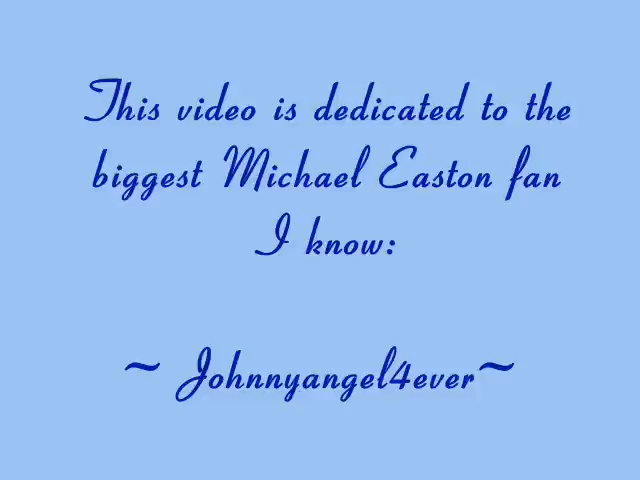 This video is dedicated to the
biggest Michael Easton fan
I know:
~ Johnnyangel4ever~